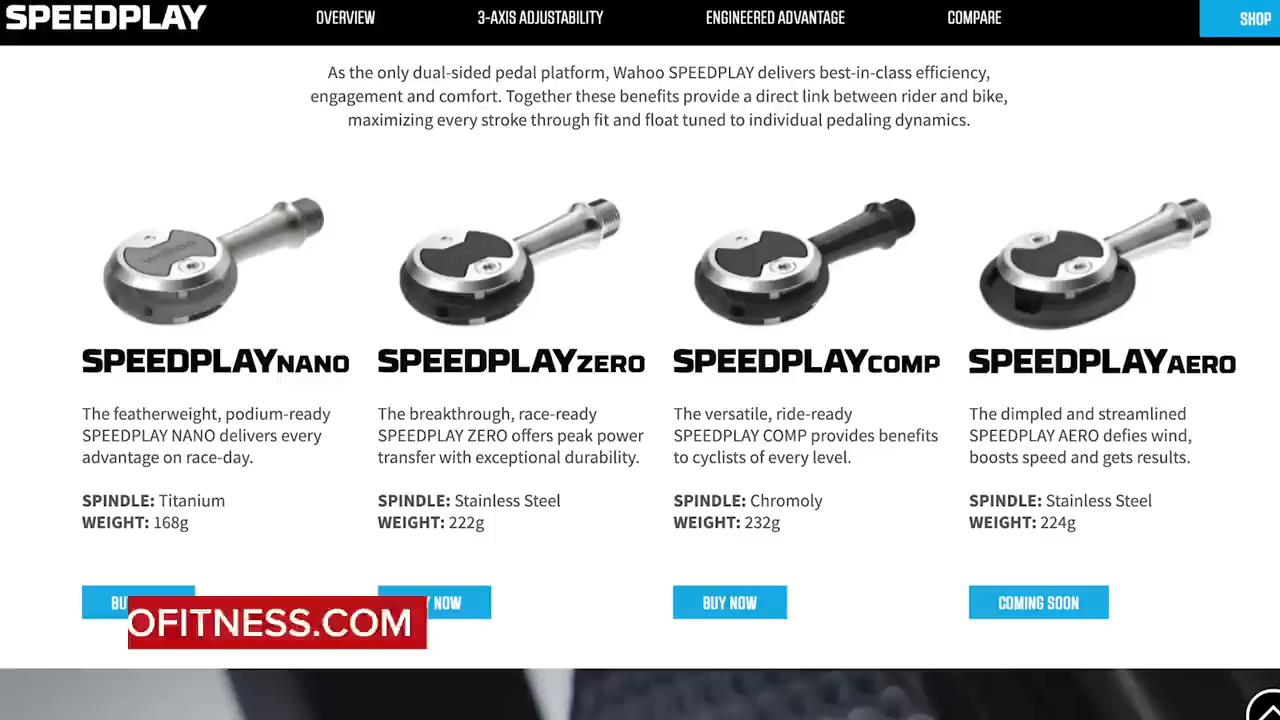 SPEEDPLAY
OVERVIEW
3-AXIS ADJUSTABILITY
ENGINEERED ADVANTAGE
COMPARE
SHOP
As the only dual-sided pedal platform, Wahoo SPEEDPLAY delivers best-in-class efficiency,
engagement and comfort. Together these benefits provide a direct link between rider and bike,
maximizing every stroke through fit and float tuned to individual pedaling dynamics.
SPEEDPLAYNANO
The featherweight, podium-ready
SPEEDPLAY NANO delivers every
advantage on race-day.
SPINDLE: Titanium
WEIGHT: 168g
SPEEDPLAYZERO
The breakthrough, race-ready
SPEEDPLAY ZERO offers peak power
transfer with exceptional durability.
SPINDLE: Stainless Steel
WEIGHT: 222g
NOW
SPEEDPLAYCOMP
The versatile, ride-ready
SPEEDPLAY COMP provides benefits
to cyclists of every level.
SPINDLE: Chromoly
WEIGHT: 232g
BUY NOW
SPEEDPLAYAERO
The dimpled and streamlined
SPEEDPLAY AERO defies wind,
boosts speed and gets results.
SPINDLE: Stainless Steel
WEIGHT: 224g
COMING SOON
OFITNESS.COM